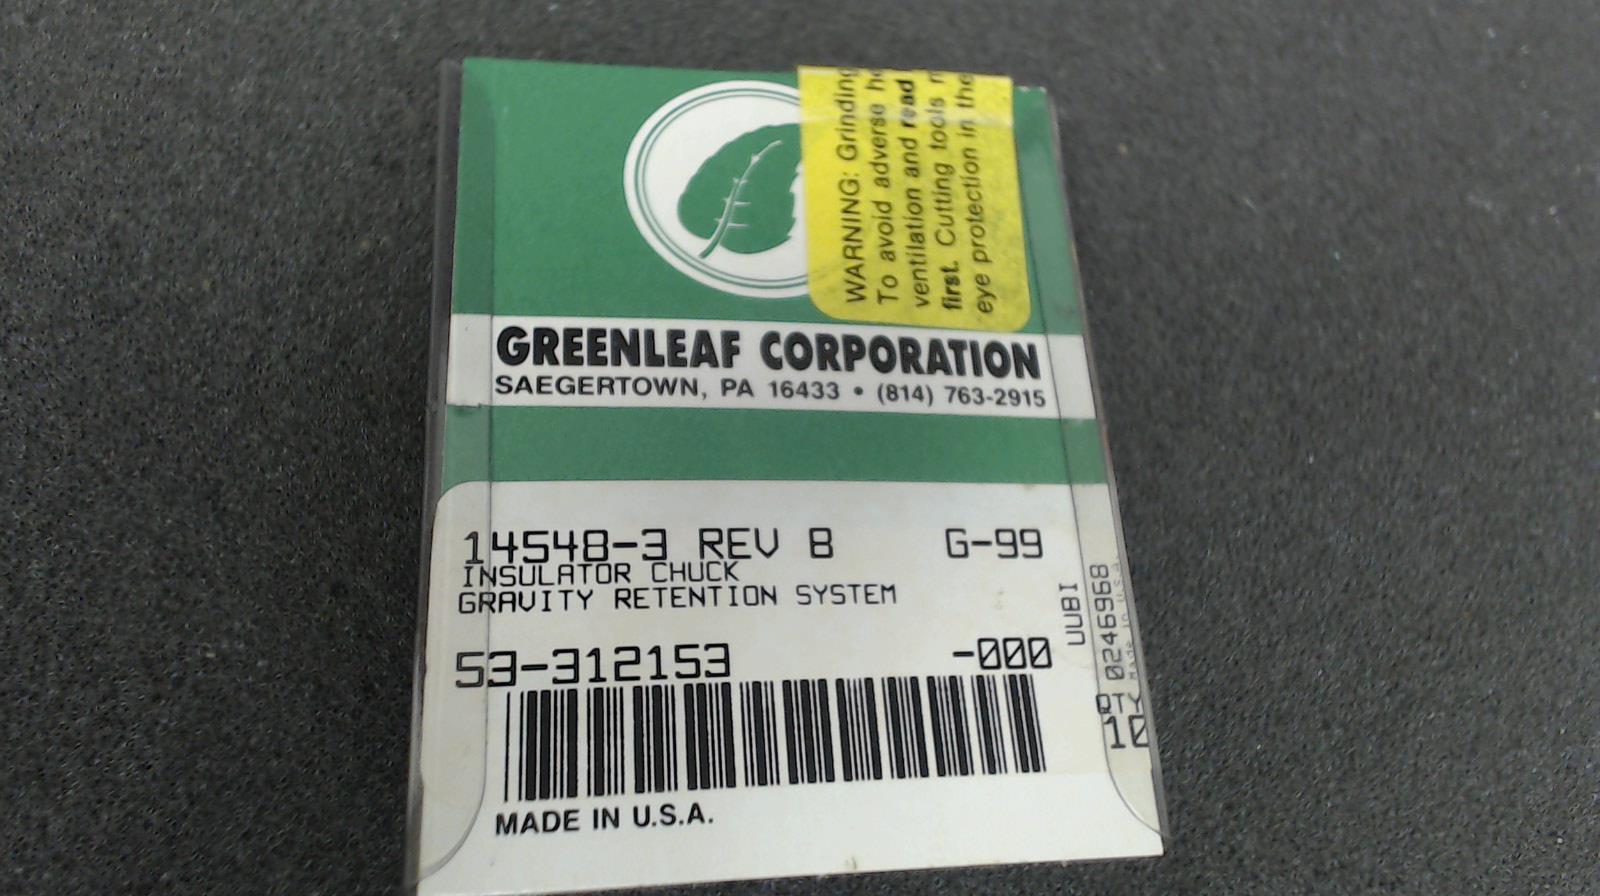 WARNING: Grinding
To avoid adverse
ventilation and read
first. Cutting tools
eye protection in the
GREENLEAF CORPORATION
SAEGERTOWN, PA 16433 • (814) 763-2915
14548-3 REV B G-99
INSULATOR CHUCK
GRAVITY RETENTION SYSTEM
53-312153 -000
MADE IN U.S.A.
UUBI
0246968
Made in U.S.A.
QTY
10